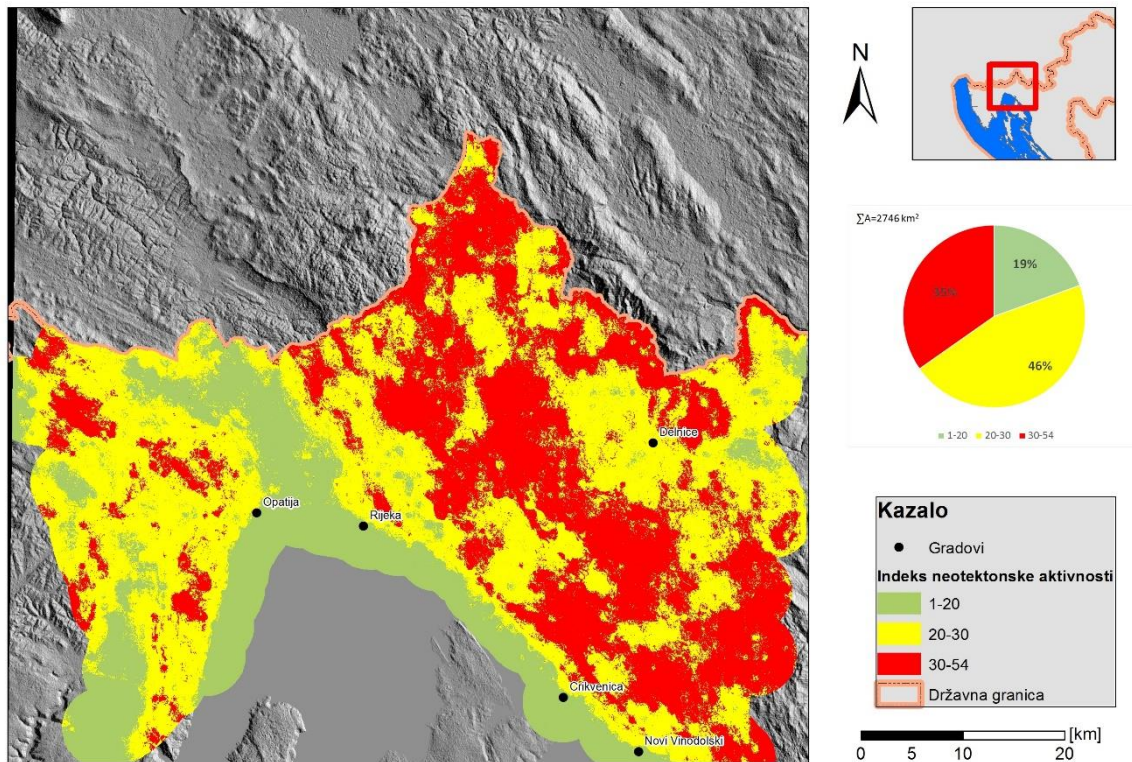 Opatija
Rijeka
Delnice
Crikvenica
Novi Vinodolski
N
∑A=2746 km²
19%
46%
1-20 20-30 30-54
Kazalo
Gradovi
Indeks neotektonske aktivnosti
1-20
20-30
30-54
Državna granica
[km]
0 5 10 20